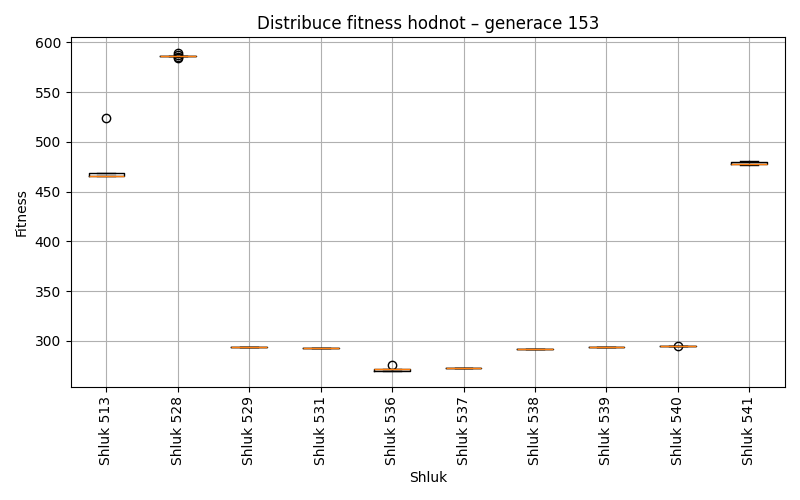 Distribuce fitness hodnot – generace 153
Fitness
600
550
500
450
400
350
300
Shluk 513
Shluk 528
Shluk 529
Shluk 531
Shluk 536
Shluk 537
Shluk 538
Shluk 539
Shluk 540
Shluk 541
Shluk